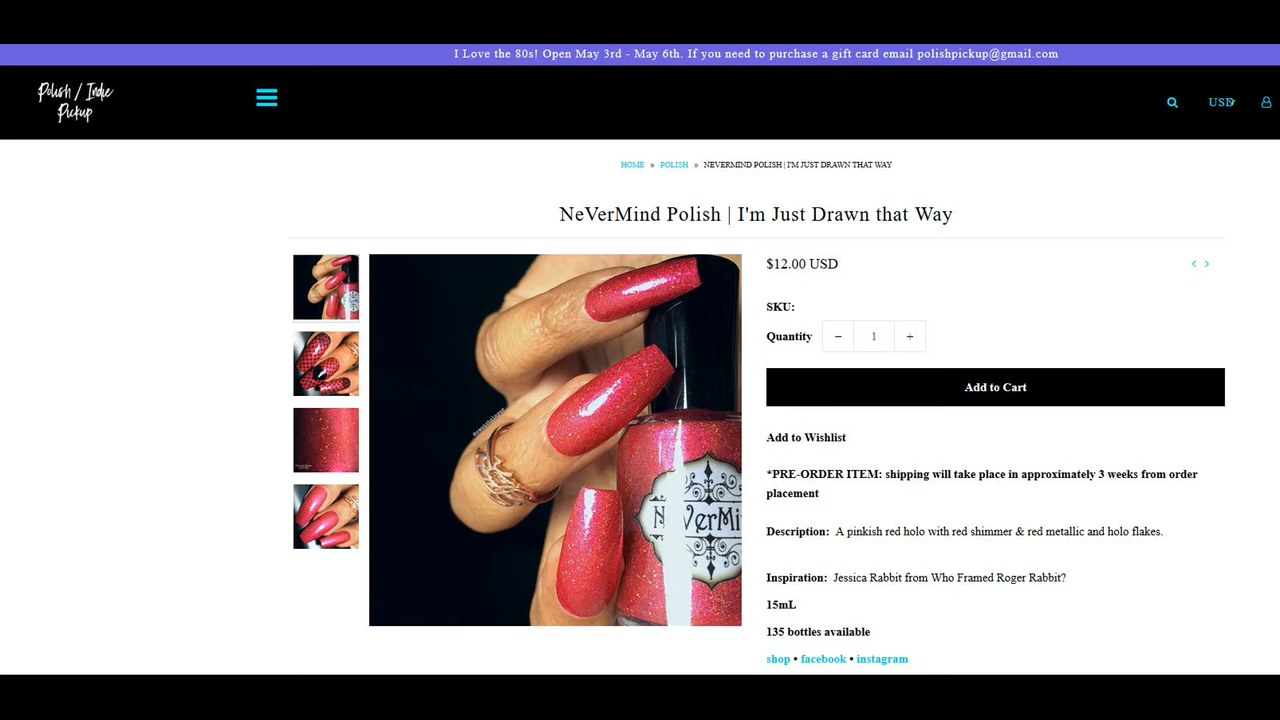 I Love the 80s! Open May 3rd - May 6th. If you need to purchase a gift card email polishpickup@gmail.com
Polish / Indie
Pickup
USD
HOME » POLISH » NEVERMIND POLISH | I'M JUST DRAWN THAT WAY
NeVerMind Polish | I'm Just Drawn that Way
$12.00 USD
SKU:
Quantity − 1 +
Add to Cart
Add to Wishlist
*PRE-ORDER ITEM: shipping will take place in approximately 3 weeks from order
placement
Description: A pinkish red holo with red shimmer & red metallic and holo flakes.
Inspiration: Jessica Rabbit from Who Framed Roger Rabbit?
15mL
135 bottles available
shop • facebook • instagram
NeVerMi